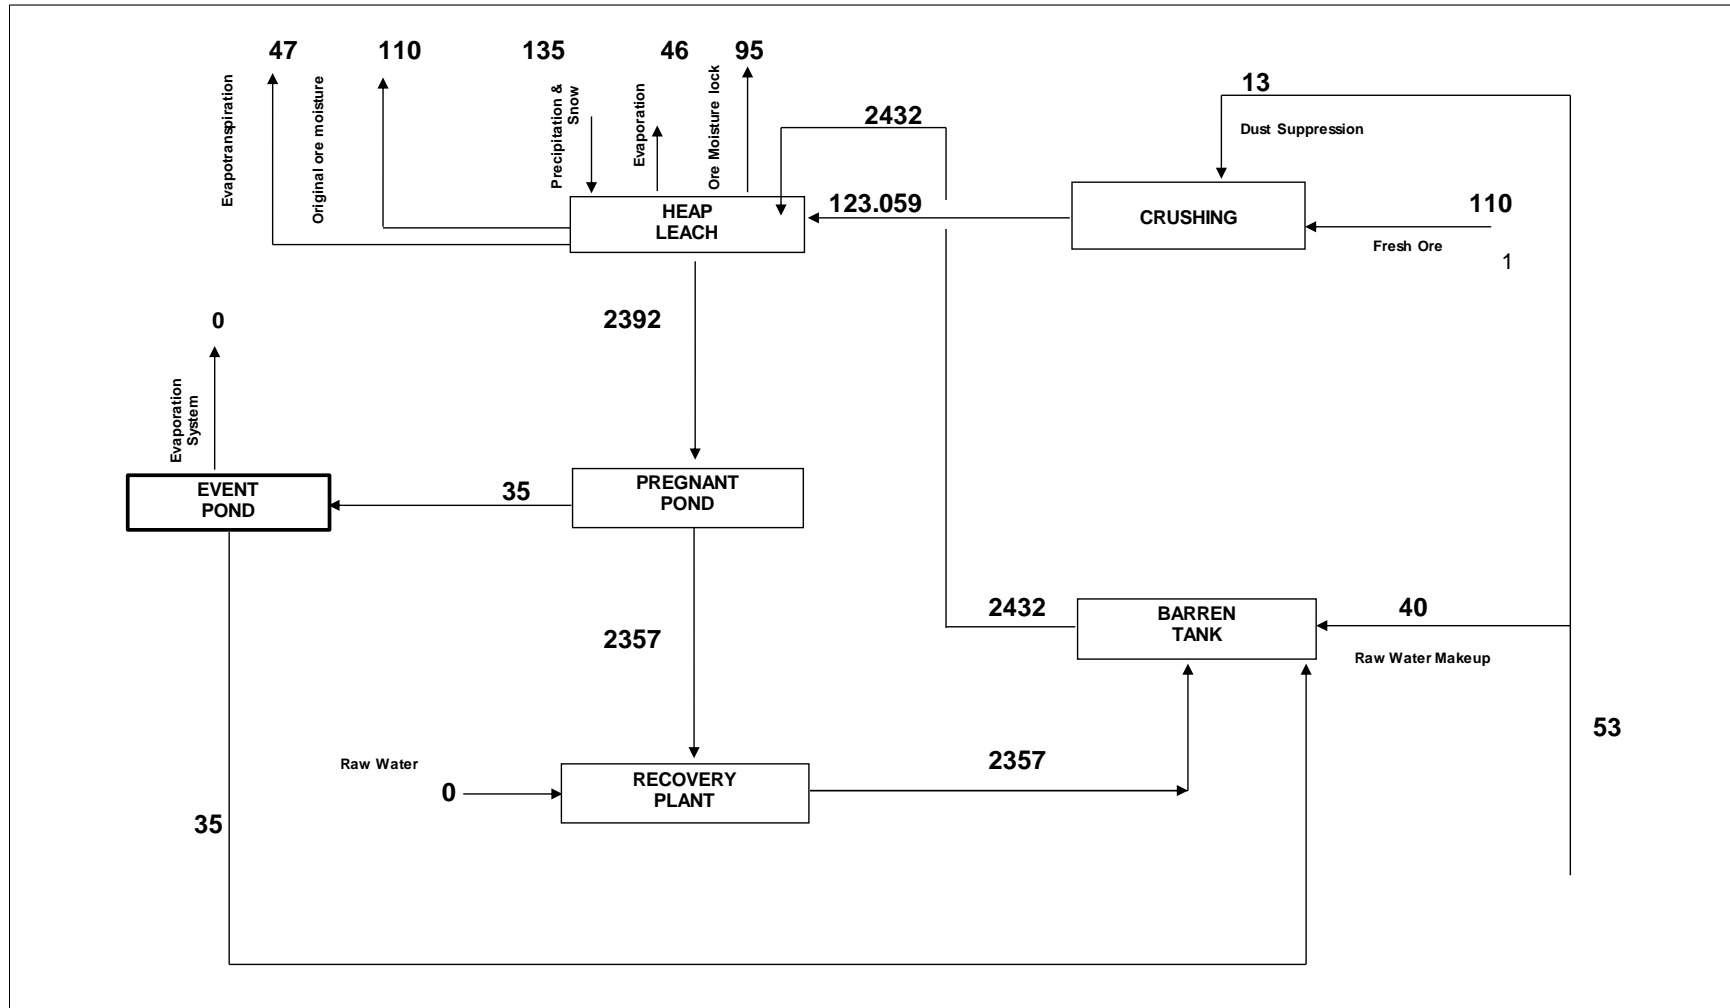 47
110
135
46
95
Evapotranspiration
Original ore moisture
Precipitation &
Snow
Evaporation
Ore Moisture lock
2432
13
Dust Suppression
HEAP
LEACH
123.059
CRUSHING
110
Fresh Ore
1
2392
0
Evaporation
System
EVENT
POND
35
PREGNANT
POND
2357
2432
BARREN
TANK
40
Raw Water Makeup
53
Raw Water
0
RECOVERY
PLANT
2357
35